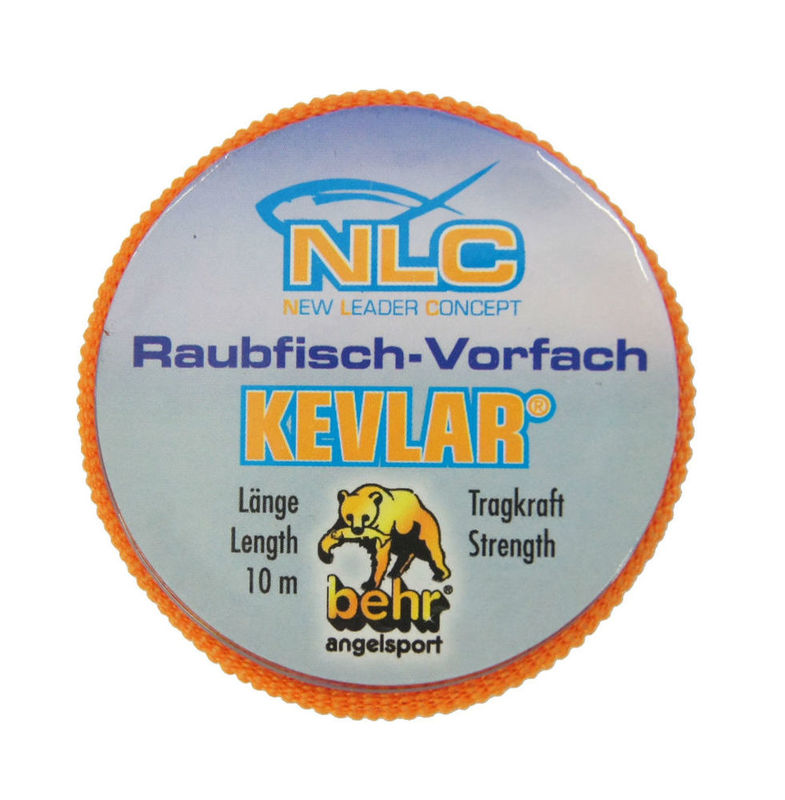 NLC
NEW LEADER CONCEPT
Raubfisch-Vorfach
KEVLAR®
Länge
Length
10 m
Tragkraft
Strength
behr®
angelsport